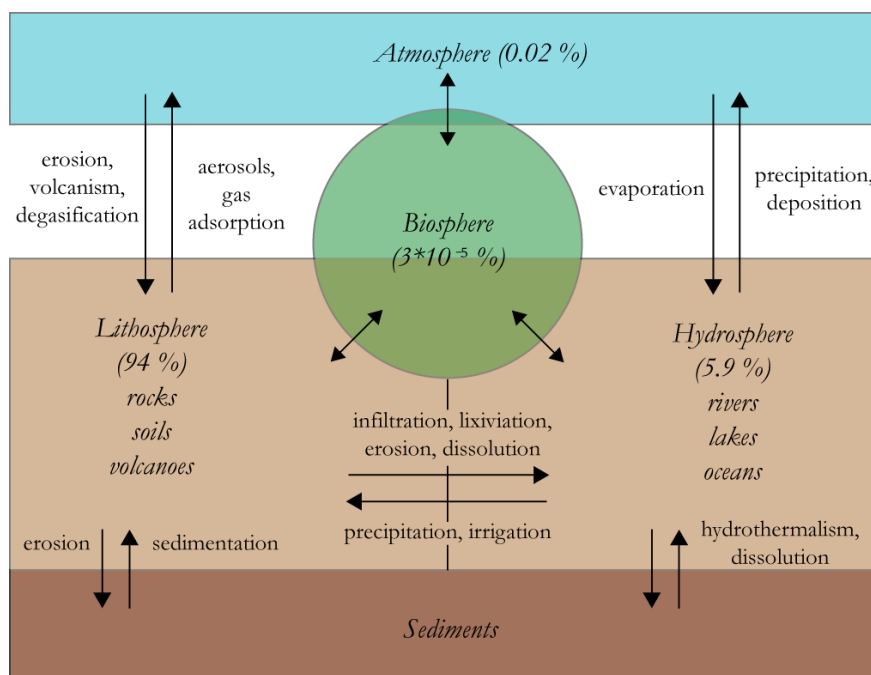 Atmosphere (0.02 %)
erosion,
volcanism,
degasification
aerosols,
gas
adsorption
evaporation
precipitation,
deposition
Biosphere
(3*10⁻⁵ %)
Lithosphere
(94 %)
rocks
soils
volcanoes
Hydrosphere
(5.9 %)
rivers
lakes
oceans
infiltration, lixiviation,
erosion, dissolution
precipitation, irrigation
erosion
sedimentation
hydrothermalism,
dissolution
Sediments